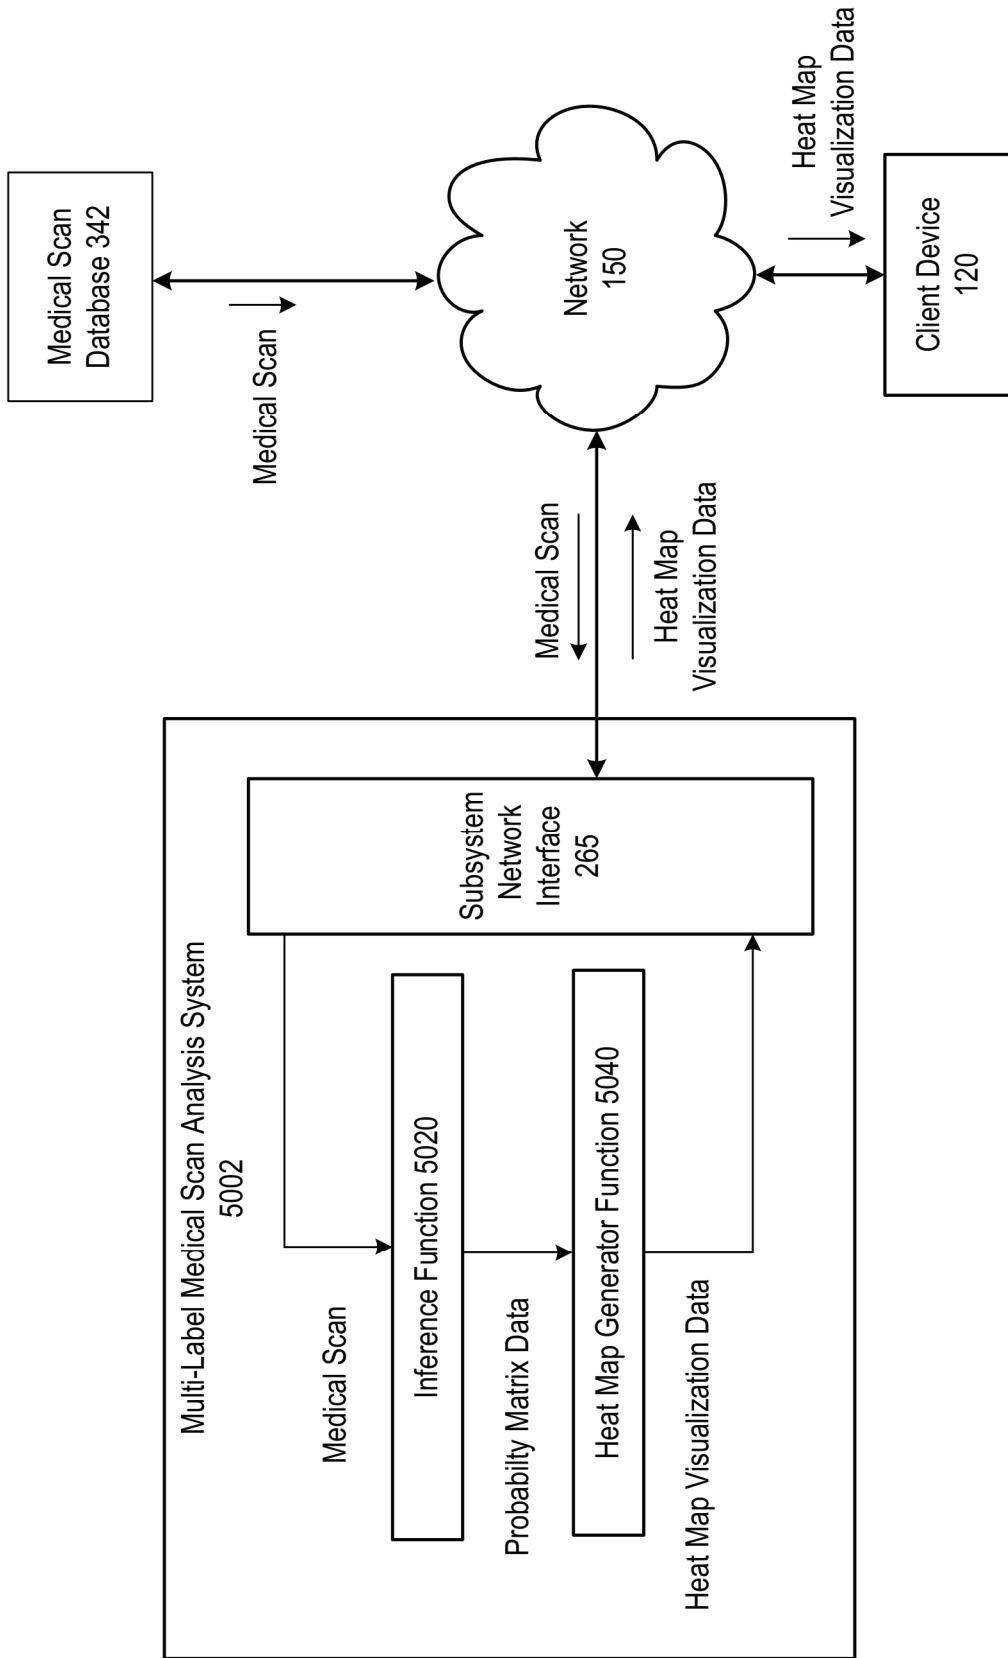 Multi-Label Medical Scan Analysis System
5002
Medical Scan
Inference Function 5020
Probabilty Matrix Data
Heat Map Generator Function 5040
Heat Map Visualization Data
Subsystem
Network
Interface
265
Medical Scan
Heat Map
Visualization Data
Medical Scan
Database 342
Medical Scan
Network
150
Heat Map
Visualization Data
Client Device
120